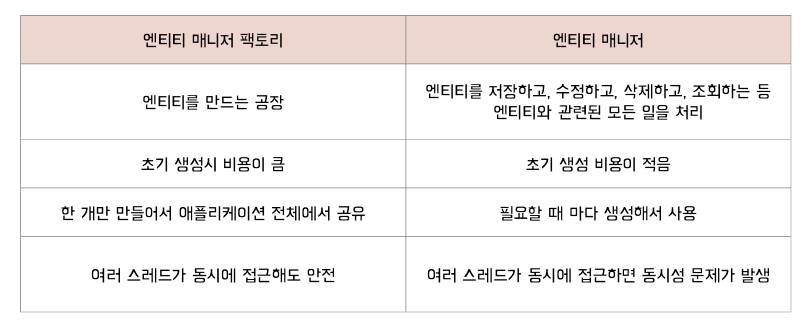 엔티티 매니저 팩토리
엔티티 매니저
엔티티를 만드는 공장
엔티티를 저장하고, 수정하고, 삭제하고, 조회하는 등
엔티티와 관련된 모든 일을 처리
초기 생성시 비용이 큼
초기 생성 비용이 적음
한 개만 만들어서 애플리케이션 전체에서 공유
필요할 때 마다 생성해서 사용
여러 스레드가 동시에 접근해도 안전
여러 스레드가 동시에 접근하면 동시성 문제가 발생